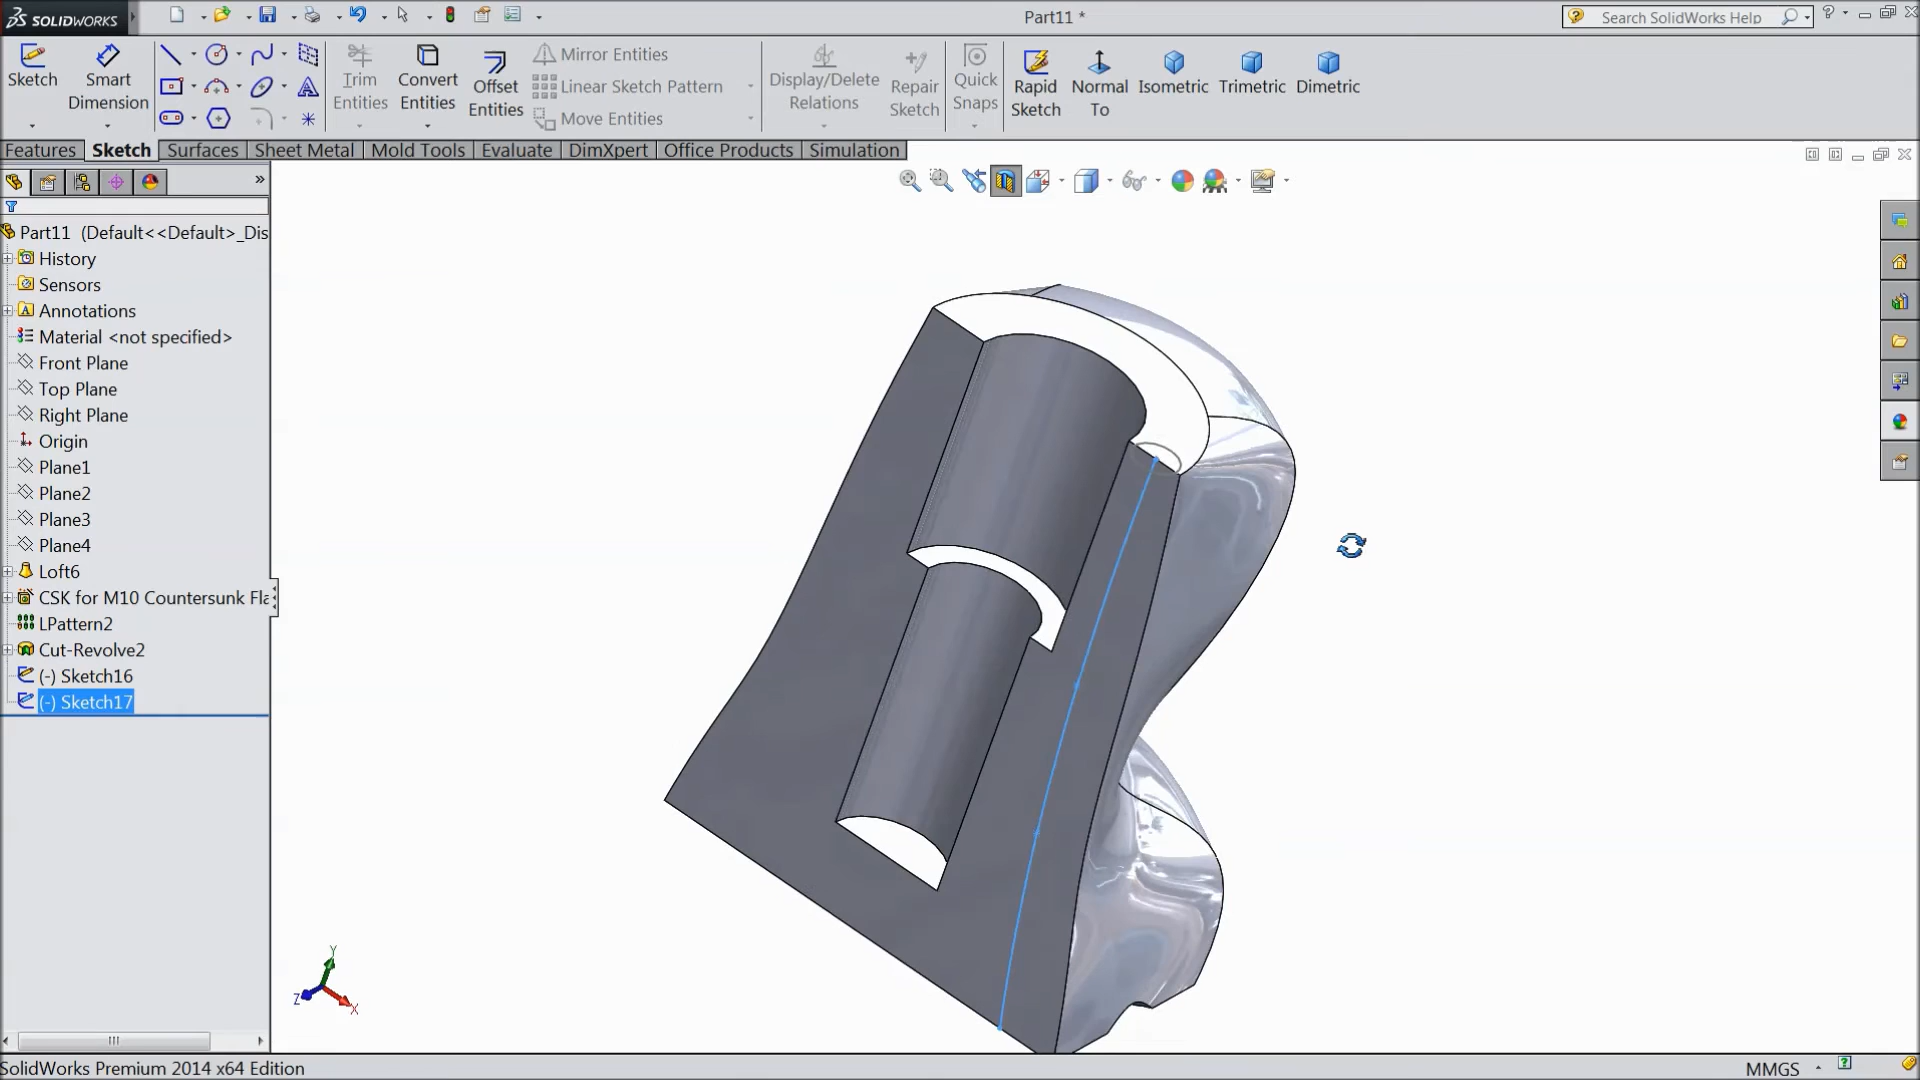 SOLIDWORKS
Part11 *
Search SolidWorks Help
Sketch
Smart
Dimension
Trim
Entities
Convert
Entities
Offset
Entities
Mirror Entities
Linear Sketch Pattern
Move Entities
Display/Delete
Relations
Repair
Sketch
Quick
Snaps
Rapid
Sketch
Normal
To
Isometric
Trimetric
Dimetric
Features
Sketch
Surfaces
Sheet Metal
Mold Tools
Evaluate
DimXpert
Office Products
Simulation
Part11 (Default<<Default>_Dis
History
Sensors
Annotations
Material <not specified>
Front Plane
Top Plane
Right Plane
Origin
Plane1
Plane2
Plane3
Plane4
Loft6
CSK for M10 Countersunk Fla
LPattern2
Cut-Revolve2
(-) Sketch16
(-) Sketch17
Y
Z
X
SolidWorks Premium 2014 x64 Edition
MMGS